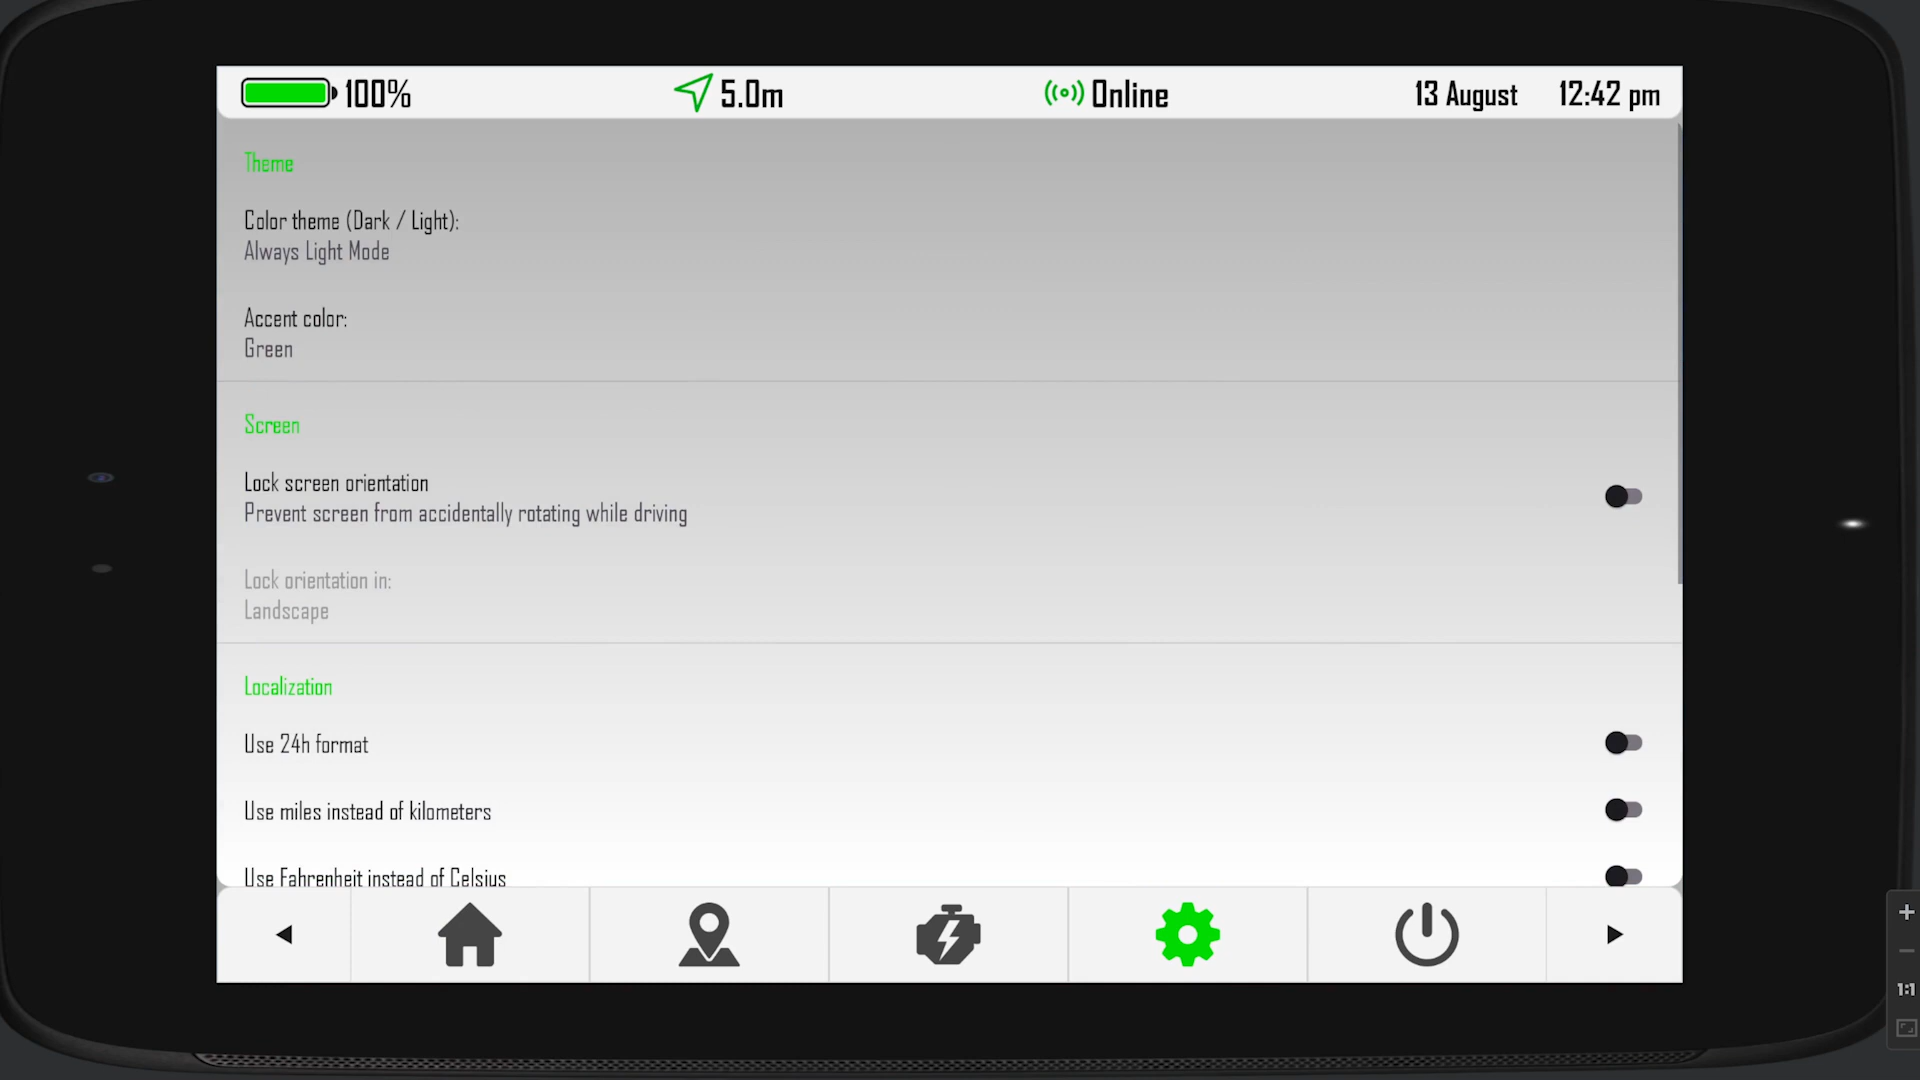 100%
5.0m
Online
13 August
12:42 pm
Theme
Color theme (Dark / Light):
Always Light Mode
Accent color:
Green
Screen
Lock screen orientation
Prevent screen from accidentally rotating while driving
Lock orientation in:
Landscape
Localization
Use 24h format
Use miles instead of kilometers
Use Fahrenheit instead of Celsius
1:1